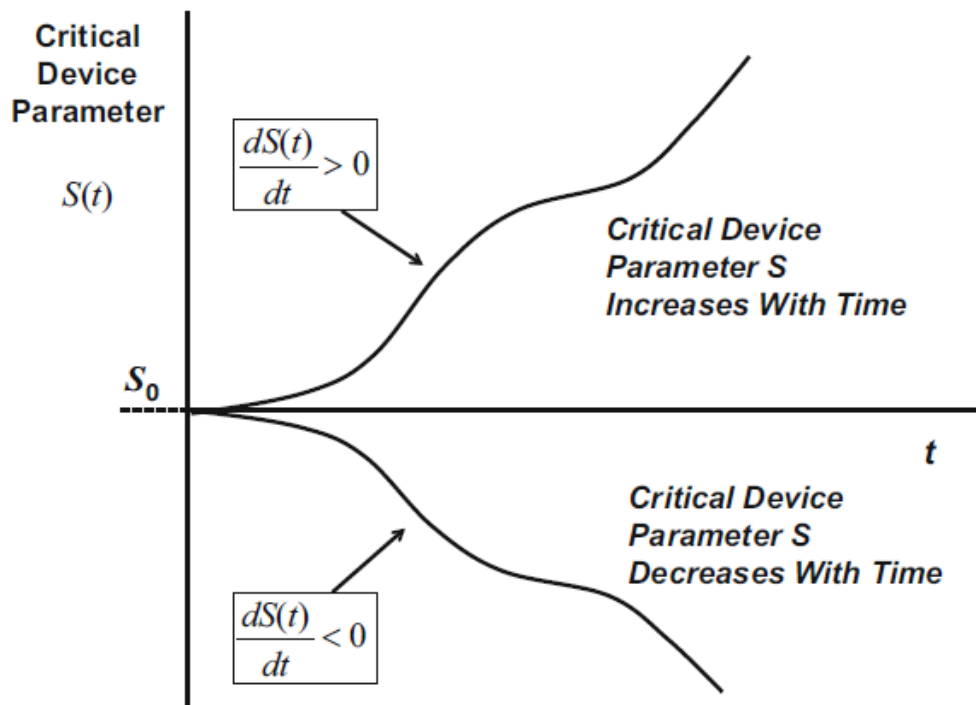 Critical
Device
Parameter
dS(t)/dt > 0
S(t)
Critical Device
Parameter S
Increases With Time
S₀
t
Critical Device
Parameter S
Decreases With Time
dS(t)/dt < 0